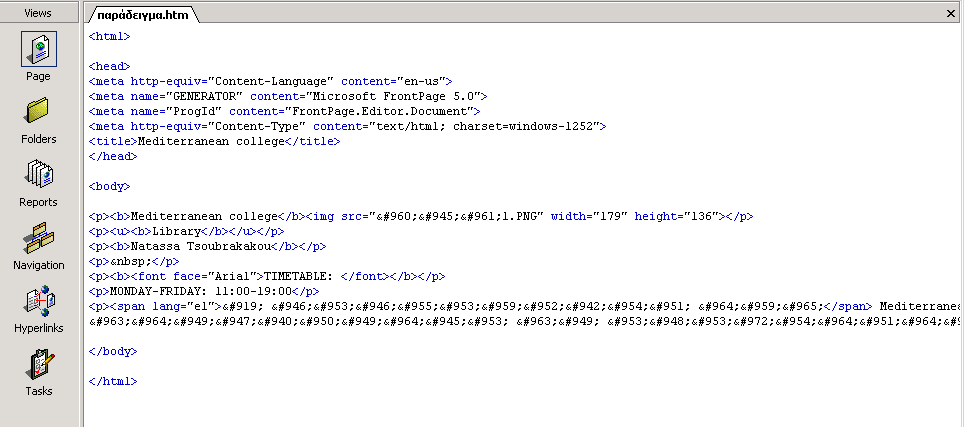 Views
παράδειγμα.htm
Page
Folders
Reports
Navigation
Hyperlinks
Tasks
<html>
<head>
<meta http-equiv="Content-Language" content="en-us">
<meta name="GENERATOR" content="Microsoft FrontPage 5.0">
<meta name="ProgId" content="FrontPage.Editor.Document">
<meta http-equiv="Content-Type" content="text/html; charset=windows-1252">
<title>Mediterranean college</title>
</head>
<body>
<p><b>Mediterranean college</b><img src="&#960;&#945;&#961;1.PNG" width="179" height="136"></p>
<p><u><b>Library</b></u></p>
<p><b>Natassa Tsoubrakakou</b></p>
<p>&nbsp;</p>
<p><b><font face="Arial">TIMETABLE: </font></b></p>
<p>MONDAY-FRIDAY: 11:00-19:00</p>
<p><span lang="el">&#919; &#946;&#953;&#946;&#955;&#953;&#959;&#952;&#942;&#954;&#951; &#964;&#959;&#965;</span> Mediterranea
&#963;&#964;&#949;&#947;&#940;&#950;&#949;&#964;&#945;&#953; &#963;&#949; &#953;&#948;&#953;&#972;&#954;&#964;&#951;&#964;&#9
</body>
</html>